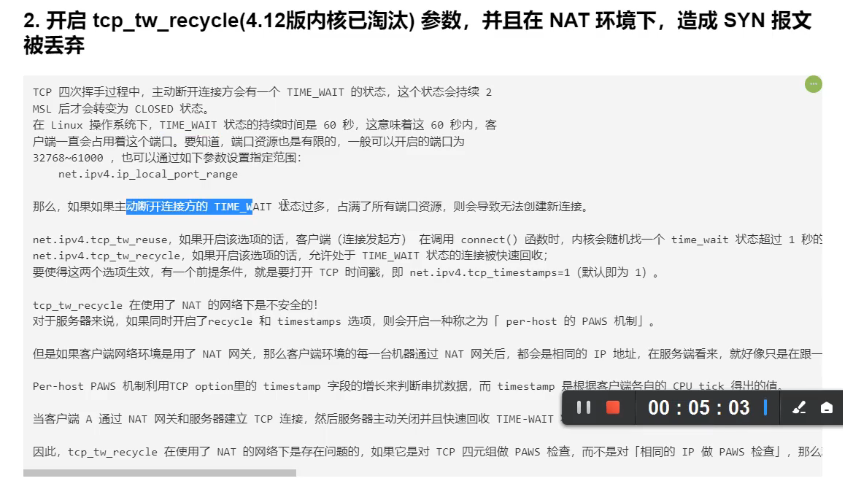 2. 开启 tcp_tw_recycle(4.12版内核已淘汰) 参数，并且在 NAT 环境下，造成 SYN 报文
被丢弃
TCP 四次挥手过程中，主动断开连接方会有一个 TIME_WAIT 的状态，这个状态会持续 2
MSL 后才会转变为 CLOSED 状态。
在 Linux 操作系统下，TIME_WAIT 状态的持续时间是 60 秒，这意味着这 60 秒内，客
户端一直会占用着这个端口。要知道，端口资源也是有限的，一般可以开启的端口为
32768~61000 ，也可以通过如下参数设置指定范围：
net.ipv4.ip_local_port_range
那么，如果如果主动断开连接方的 TIME_WAIT 状态过多，占满了所有端口资源，则会导致无法创建新连接。
net.ipv4.tcp_tw_reuse，如果开启该选项的话，客户端（连接发起方） 在调用 connect() 函数时，内核会随机找一个 time_wait 状态超过 1 秒的
net.ipv4.tcp_tw_recycle，如果开启该选项的话，允许处于 TIME_WAIT 状态的连接被快速回收；
要使得这两个选项生效，有一个前提条件，就是要打开 TCP 时间戳，即 net.ipv4.tcp_timestamps=1（默认即为 1）。
tcp_tw_recycle 在使用了 NAT 的网络下是不安全的！
对于服务器来说，如果同时开启了recycle 和 timestamps 选项，则会开启一种称之为「 per-host 的 PAWS 机制」。
但是如果客户端网络环境是用了 NAT 网关，那么客户端环境的每一台机器通过 NAT 网关后，都会是相同的 IP 地址，在服务端看来，就好像只是在跟一
Per-host PAWS 机制利用TCP option里的 timestamp 字段的增长来判断串扰数据，而 timestamp 是根据客户端各自的 CPU tick 得出的值。
当客户端 A 通过 NAT 网关和服务器建立 TCP 连接，然后服务器主动关闭并且快速回收 TIME-WAIT
00:05:03
因此，tcp_tw_recycle 在使用了 NAT 的网络下是存在问题的，如果它是对 TCP 四元组做 PAWS 检查，而不是对「相同的 IP 做 PAWS 检查」，那么